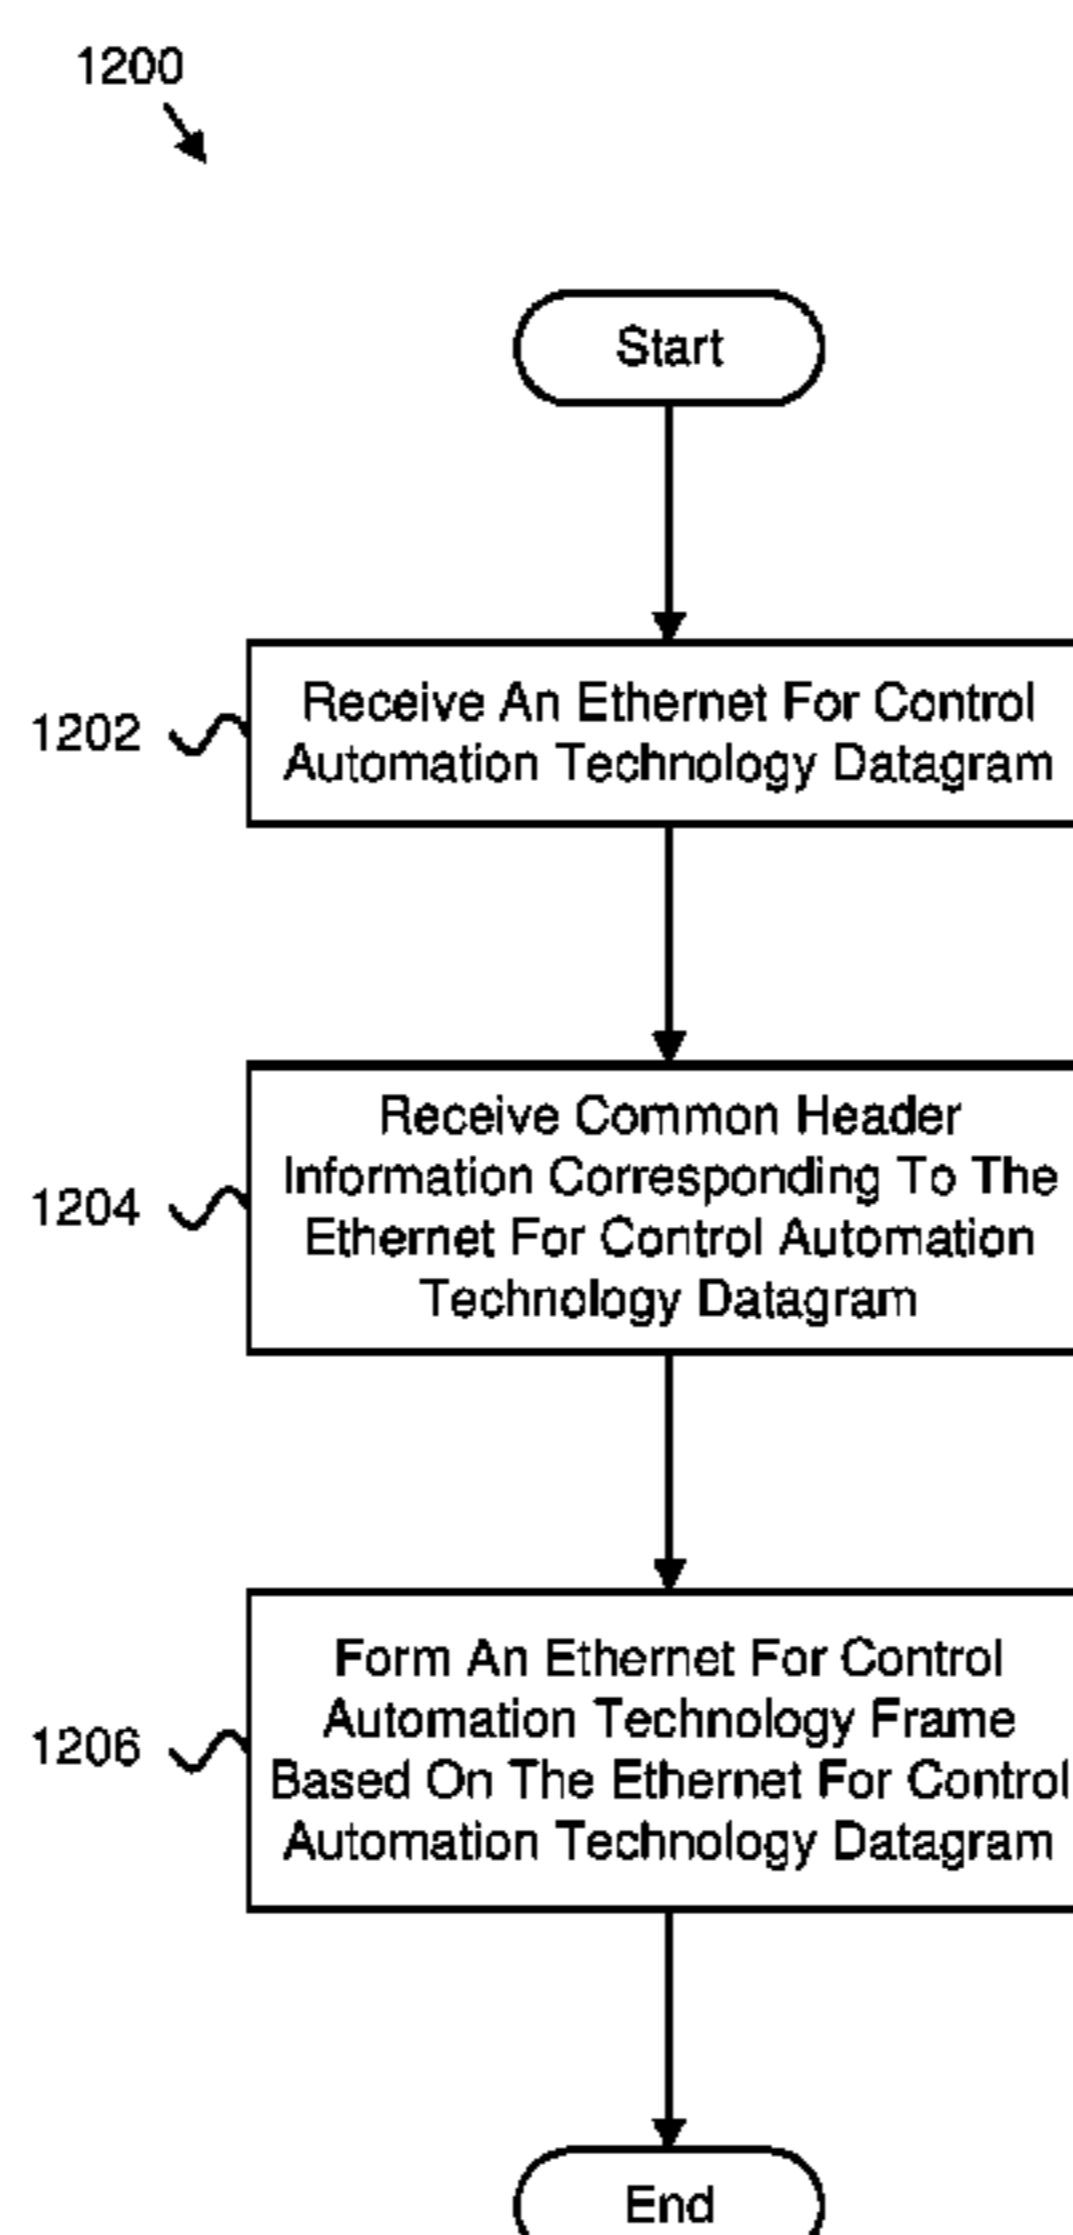 1200
Start
1202
Receive An Ethernet For Control
Automation Technology Datagram
1204
Receive Common Header
Information Corresponding To The
Ethernet For Control Automation
Technology Datagram
1206
Form An Ethernet For Control
Automation Technology Frame
Based On The Ethernet For Control
Automation Technology Datagram
End